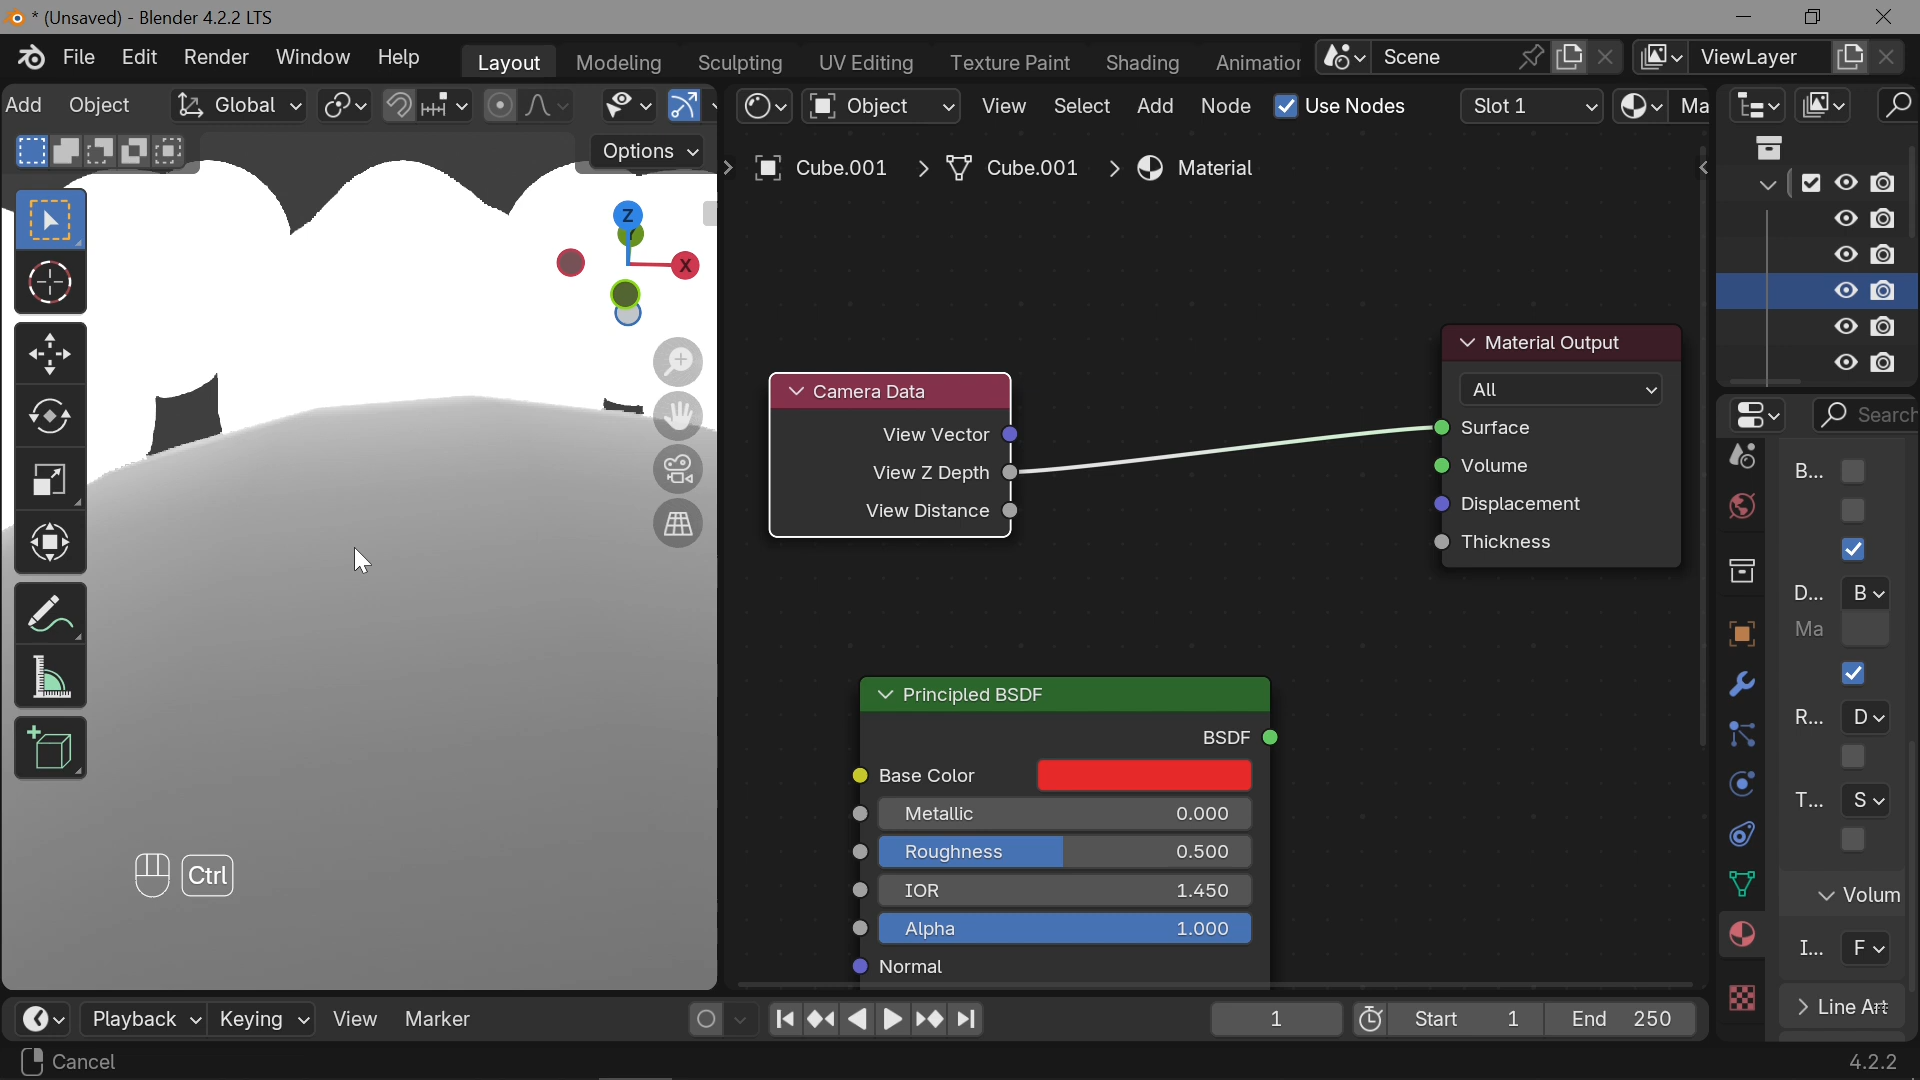 * (Unsaved) - Blender 4.2.2 LTS
File Edit Render Window Help
Layout Modeling Sculpting UV Editing Texture Paint Shading Animation
Scene
ViewLayer
Add Object Global
Object View Select Add Node Use Nodes Slot 1 Ma
Options
Cube.001 Cube.001 Material
Z
Y
X
Camera Data
View Vector
View Z Depth
View Distance
Material Output
All
Surface
Volume
Displacement
Thickness
Principled BSDF
BSDF
Base Color
Metallic 0.000
Roughness 0.500
IOR 1.450
Alpha 1.000
Normal
Ctrl
Search
B...
D... B
Ma
R... D
T... S
Volum
I... F
Line Art
Playback Keying View Marker
1
Start 1
End 250
Cancel
4.2.2